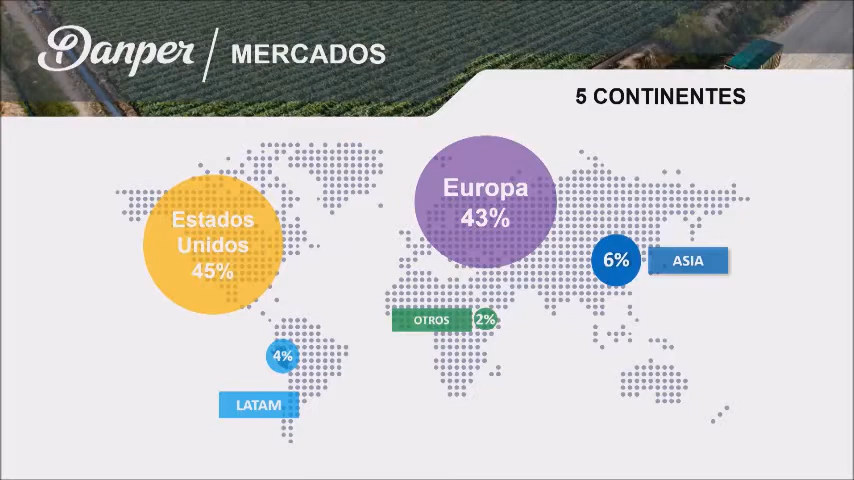 Danper / MERCADOS
5 CONTINENTES
Europa
43%
Estados
Unidos
45%
6%
ASIA
OTROS
2%
4%
LATAM